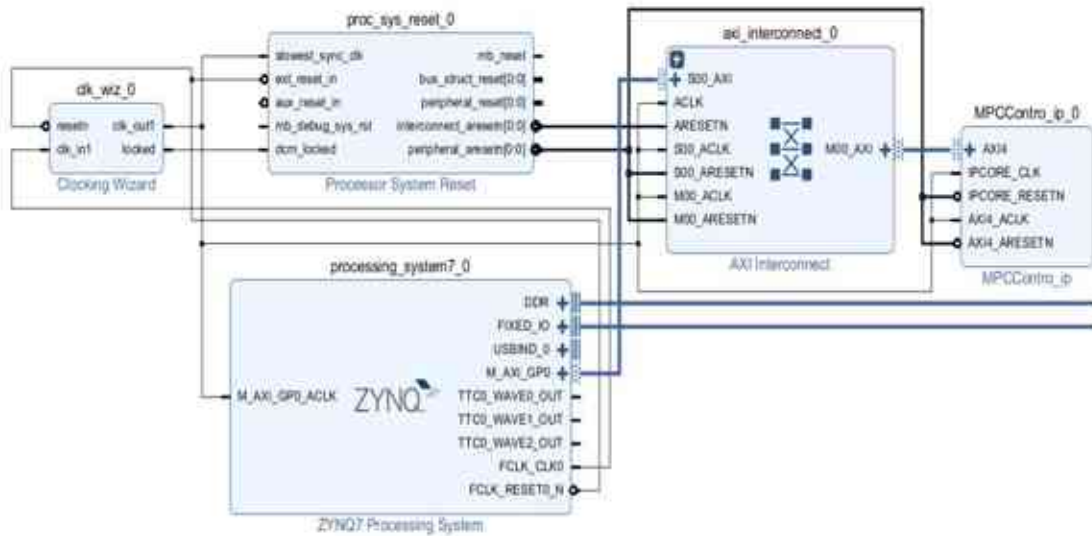 clk_wiz_0
resetn
clk_out1
clk_in1
locked
Clocking Wizard
proc_sys_reset_0
slowest_sync_clk
mb_reset
ext_reset_in
bus_struct_reset[0:0]
aux_reset_in
peripheral_reset[0:0]
mb_debug_sys_rst
interconnect_aresetn[0:0]
dcm_locked
peripheral_aresetn[0:0]
Processor System Reset
axi_interconnect_0
S00_AXI
ACLK
ARESETN
S00_ACLK
M00_AXI
S00_ARESETN
M00_ACLK
M00_ARESETN
AXI Interconnect
MPCContro_ip_0
AXI4
IPCORE_CLK
IPCORE_RESETN
AXI4_ACLK
AXI4_ARESETN
MPCContro_ip
processing_system7_0
DDR
FIXED_IO
USBIND_0
M_AXI_GP0
M_AXI_GP0_ACLK
ZYNQ
TTC0_WAVE0_OUT
TTC0_WAVE1_OUT
TTC0_WAVE2_OUT
FCLK_CLK0
FCLK_RESET0_N
ZYNQ7 Processing System